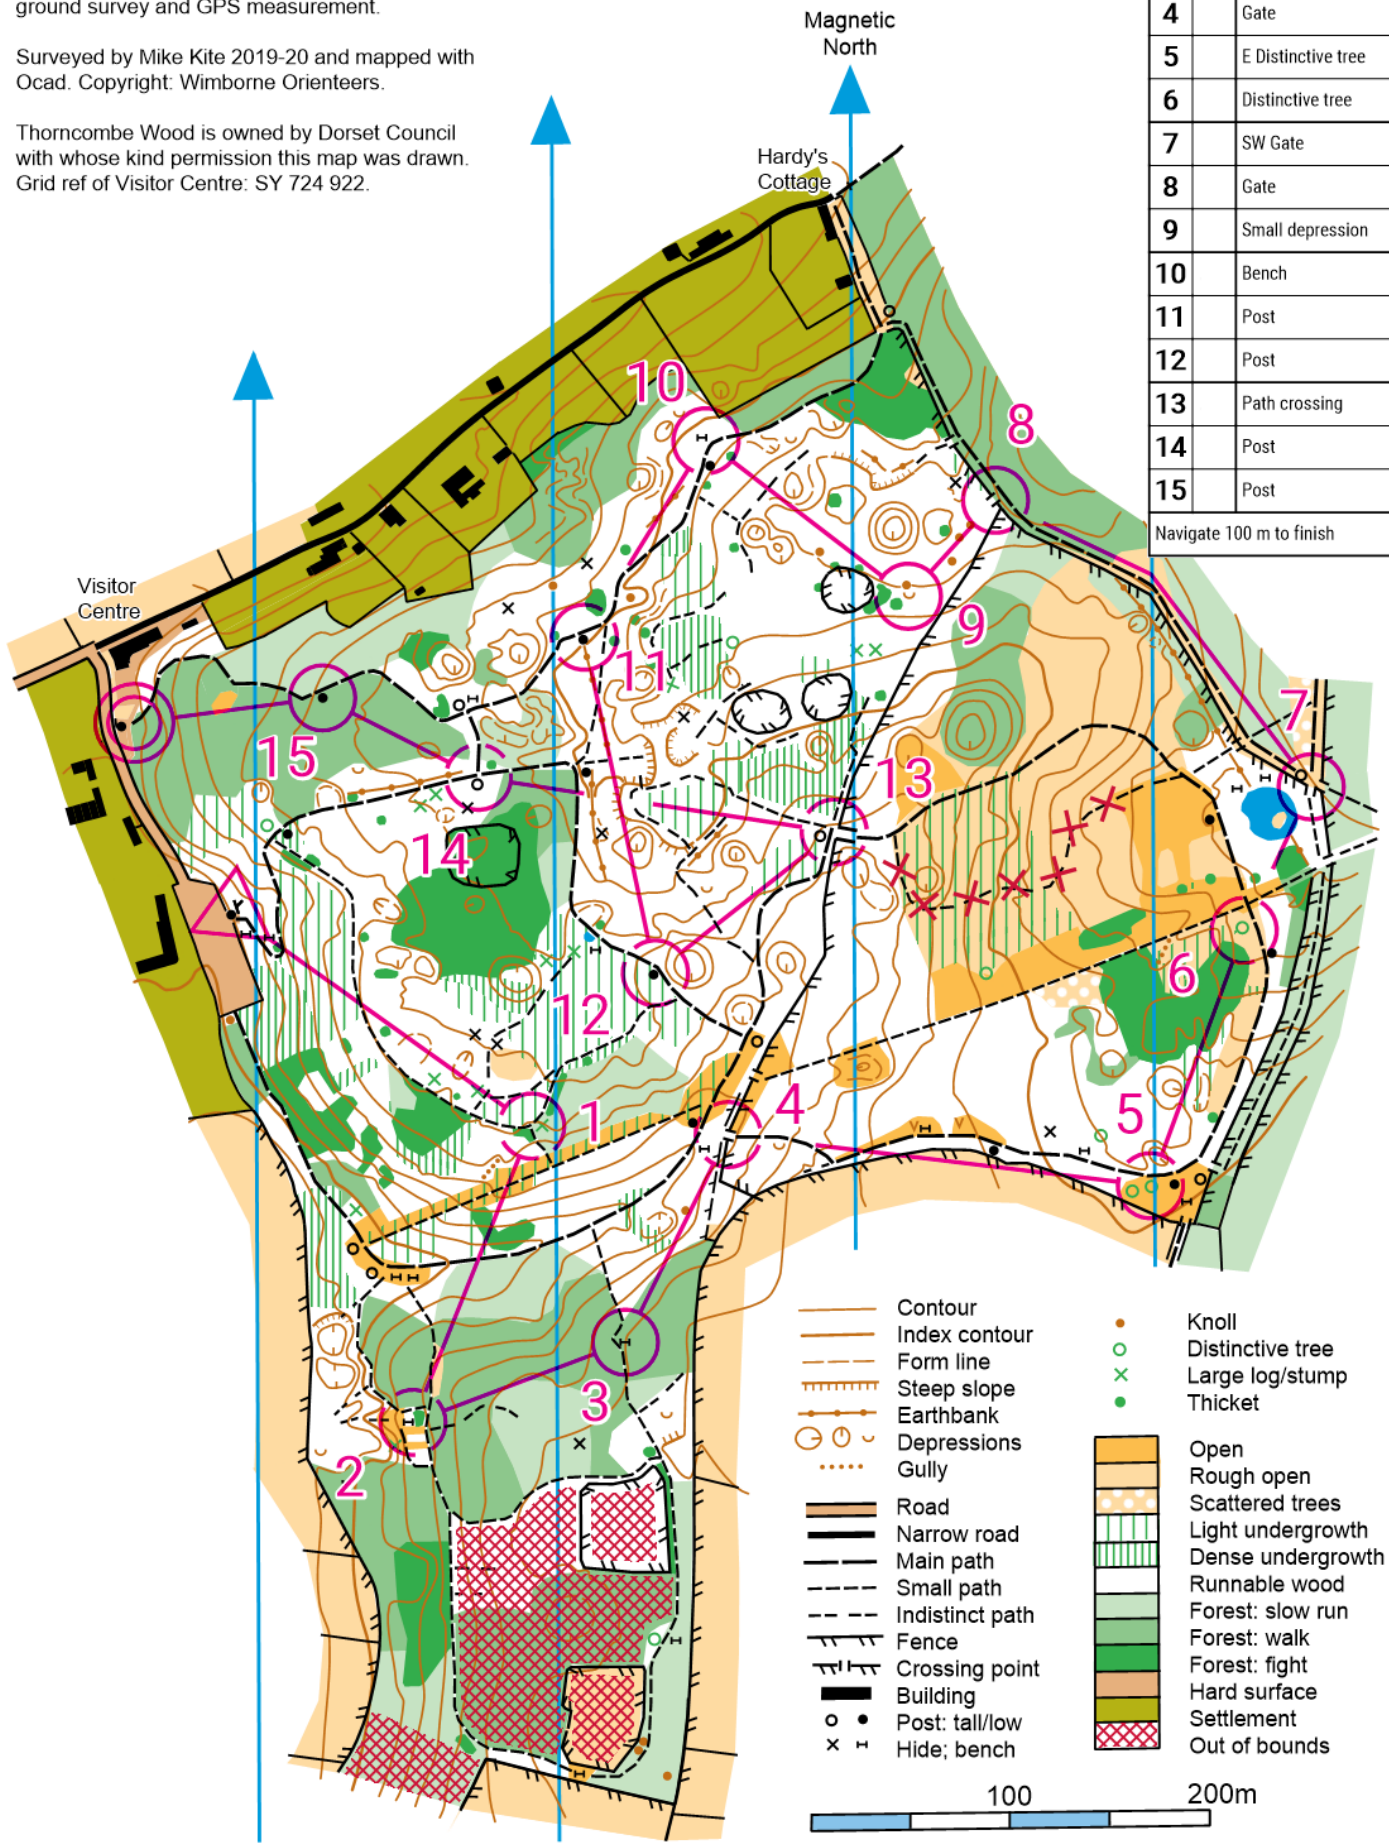 ground survey and GPS measurement.
Surveyed by Mike Kite 2019-20 and mapped with
Ocad. Copyright: Wimborne Orienteers.
Thorncombe Wood is owned by Dorset Council
with whose kind permission this map was drawn.
Grid ref of Visitor Centre: SY 724 922.
Magnetic
North
4 Gate
5 E Distinctive tree
6 Distinctive tree
7 SW Gate
8 Gate
9 Small depression
10 Bench
11 Post
12 Post
13 Path crossing
14 Post
15 Post
Navigate 100 m to finish
Hardy's
Cottage
Visitor
Centre
10
8
9
11
7
15
13
14
6
12
1
4
5
3
2
Contour
Index contour
Form line
Steep slope
Earthbank
Depressions
Gully
Road
Narrow road
Main path
Small path
Indistinct path
Fence
Crossing point
Building
Post: tall/low
Hide; bench
Knoll
Distinctive tree
Large log/stump
Thicket
Open
Rough open
Scattered trees
Light undergrowth
Dense undergrowth
Runnable wood
Forest: slow run
Forest: walk
Forest: fight
Hard surface
Settlement
Out of bounds
100 200m